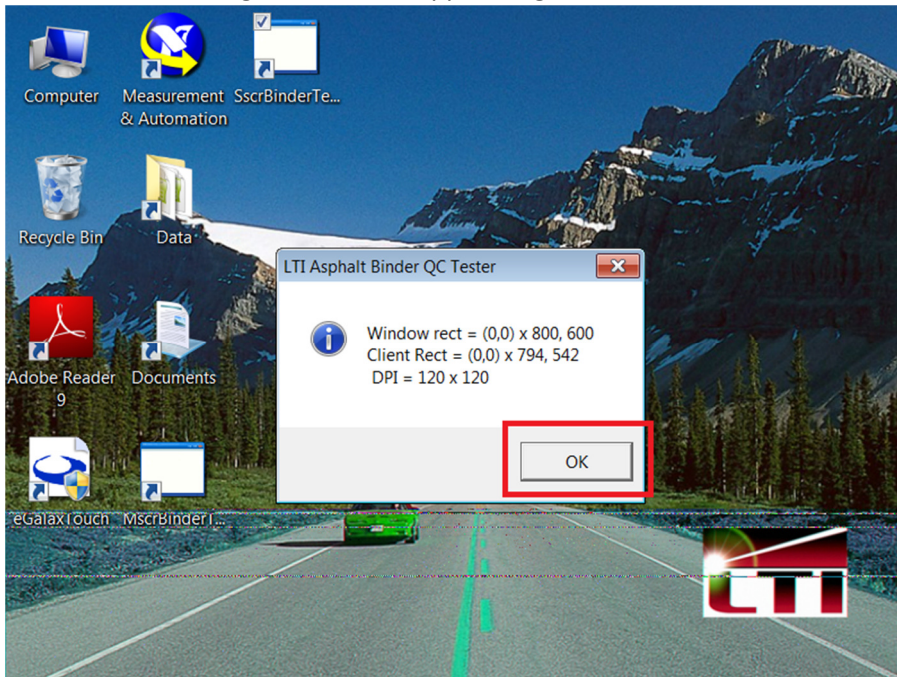 Computer
Measurement
& Automation
SscrBinderTe...
Recycle Bin
Data
LTI Asphalt Binder QC Tester
Window rect = (0,0) x 800, 600
Client Rect = (0,0) x 794, 542
DPI = 120 x 120
OK
Adobe Reader
9
Documents
eGalaxTouch
MscrBinderT...
LTI